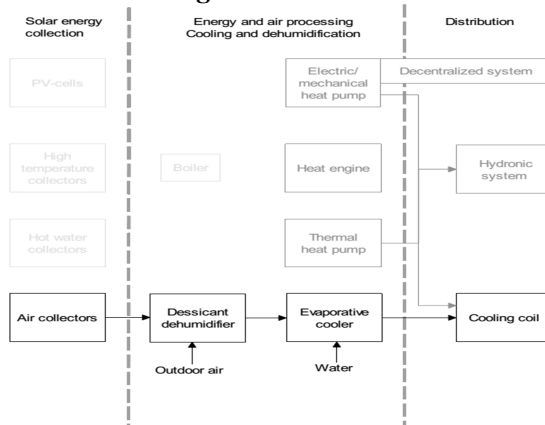 Solar energy
collection
Energy and air processing
Cooling and dehumidification
Distribution
PV-cells
Electric/
mechanical
heat pump
Decentralized system
High
temperature
collectors
Boiler
Heat engine
Hydronic
system
Hot water
collectors
Thermal
heat pump
Air collectors
Dessicant
dehumidifier
Evaporative
cooler
Cooling coil
Outdoor air
Water